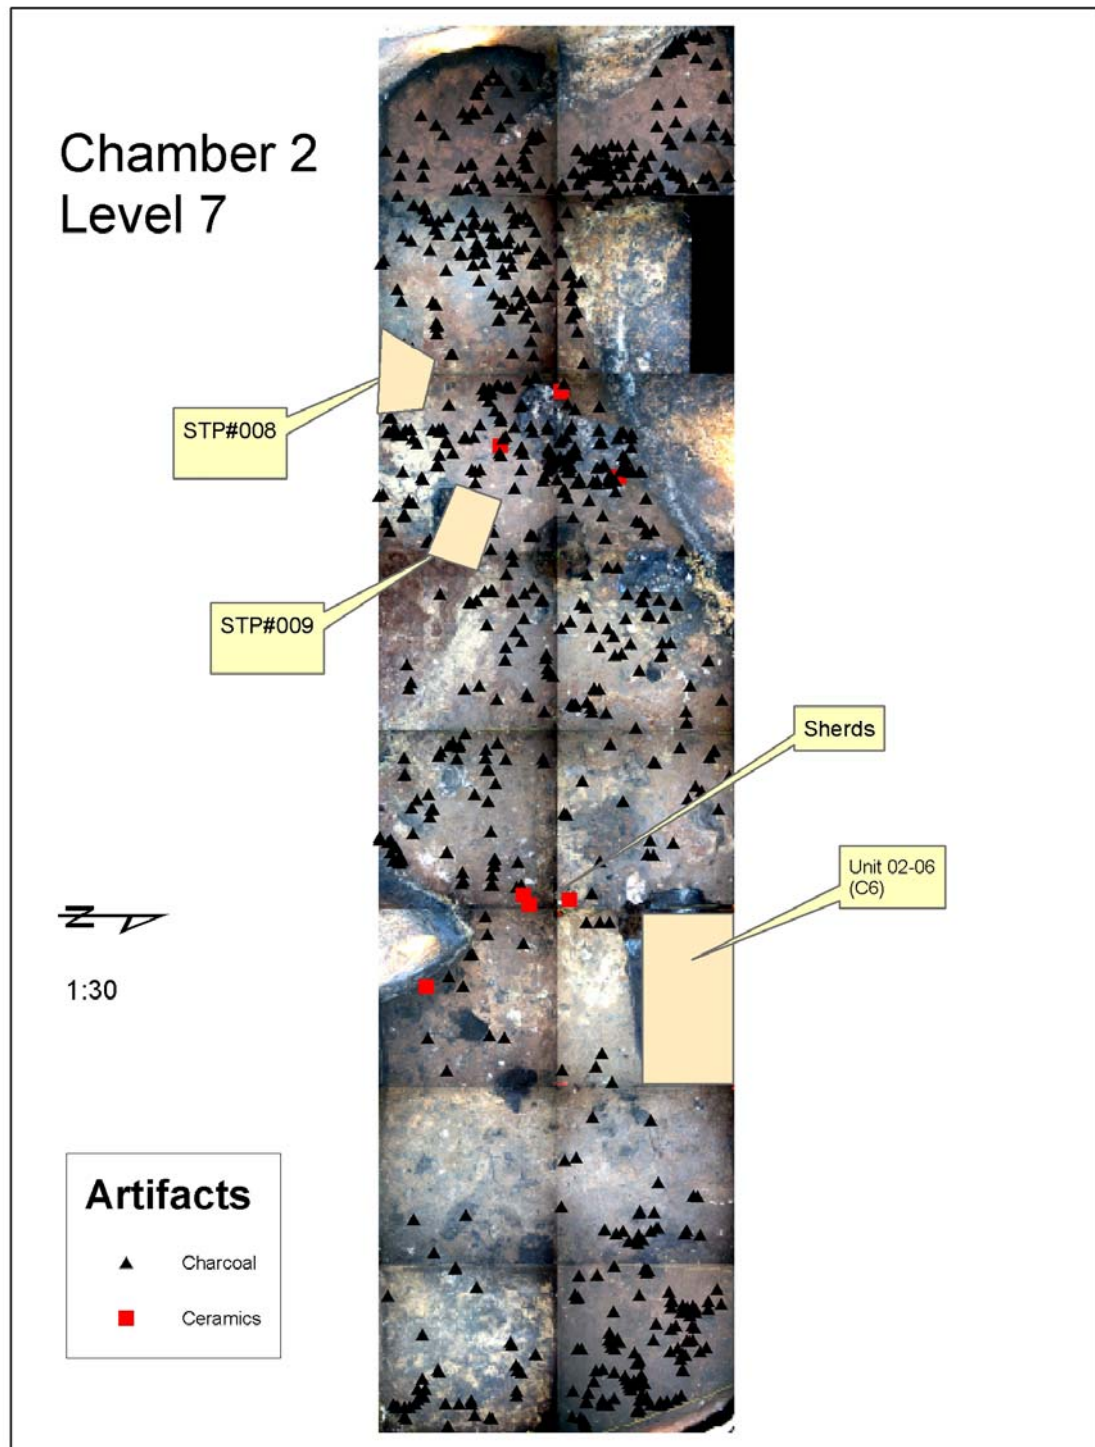 Chamber 2
Level 7
STP#008
STP#009
Sherds
Unit 02-06
(C6)
N
1:30
Artifacts
Charcoal
Ceramics